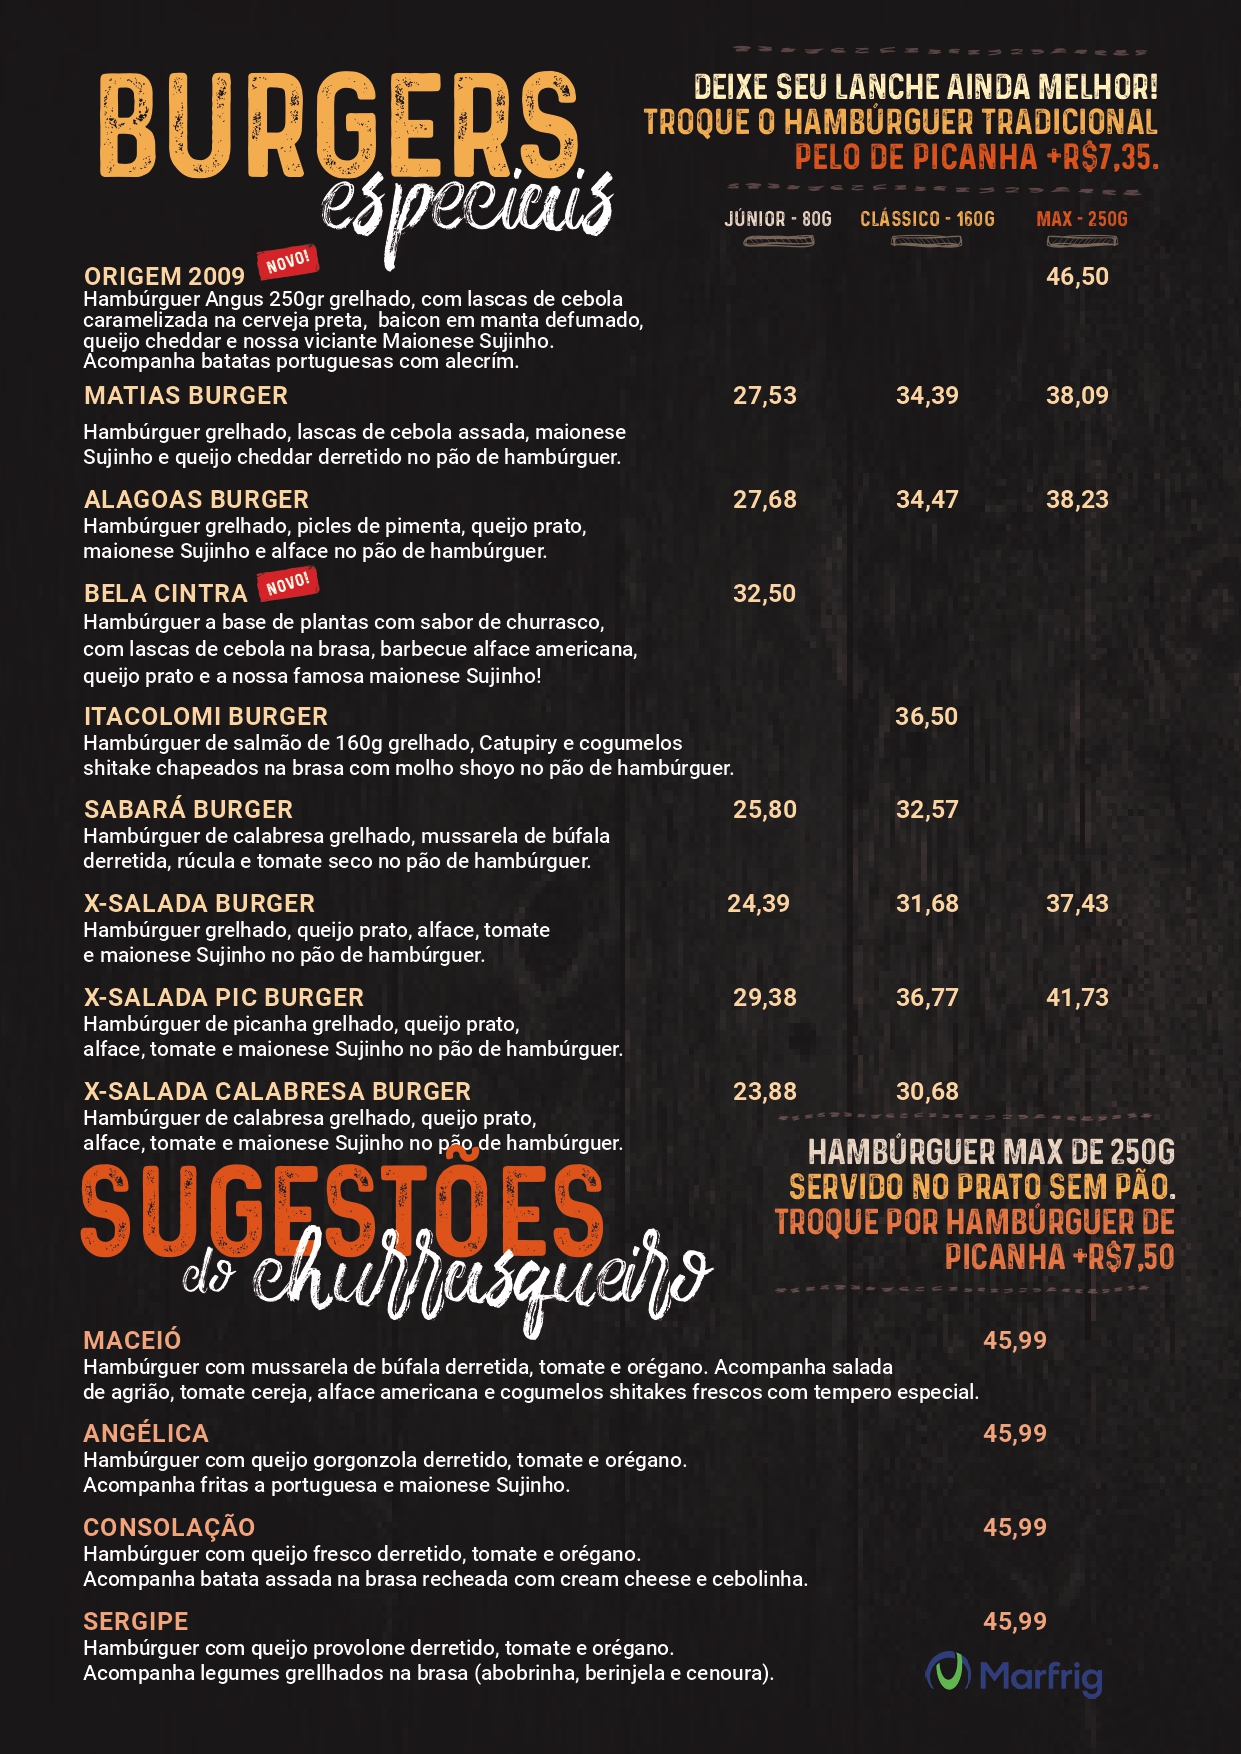 BURGERS
especiais
DEIXE SEU LANCHE AINDA MELHOR!
TROQUE O HAMBÚRGUER TRADICIONAL
PELO DE PICANHA +R$7,35.
JÚNIOR - 80G CLÁSSICO - 160G MAX - 250G
ORIGEM 2009 NOVO! 46,50
Hambúrguer Angus 250gr grelhado, com lascas de cebola
caramelizada na cerveja preta, baicon em manta defumado,
queijo cheddar e nossa viciante Maionese Sujinho.
Acompanha batatas portuguesas com alecrím.
MATIAS BURGER 27,53 34,39 38,09
Hambúrguer grelhado, lascas de cebola assada, maionese
Sujinho e queijo cheddar derretido no pão de hambúrguer.
ALAGOAS BURGER 27,68 34,47 38,23
Hambúrguer grelhado, picles de pimenta, queijo prato,
maionese Sujinho e alface no pão de hambúrguer.
BELA CINTRA NOVO! 32,50
Hambúrguer a base de plantas com sabor de churrasco,
com lascas de cebola na brasa, barbecue alface americana,
queijo prato e a nossa famosa maionese Sujinho!
ITACOLOMI BURGER 36,50
Hambúrguer de salmão de 160g grelhado, Catupiry e cogumelos
shitake chapeados na brasa com molho shoyo no pão de hambúrguer.
SABARÁ BURGER 25,80 32,57
Hambúrguer de calabresa grelhado, mussarela de búfala
derretida, rúcula e tomate seco no pão de hambúrguer.
X-SALADA BURGER 24,39 31,68 37,43
Hambúrguer grelhado, queijo prato, alface, tomate
e maionese Sujinho no pão de hambúrguer.
X-SALADA PIC BURGER 29,38 36,77 41,73
Hambúrguer de picanha grelhado, queijo prato,
alface, tomate e maionese Sujinho no pão de hambúrguer.
X-SALADA CALABRESA BURGER 23,88 30,68
Hambúrguer de calabresa grelhado, queijo prato,
alface, tomate e maionese Sujinho no pão de hambúrguer.
SUGESTÕES
do churrasqueiro
HAMBÚRGUER MAX DE 250G
SERVIDO NO PRATO SEM PÃO.
TROQUE POR HAMBÚRGUER DE
PICANHA +R$7,50
MACEIÓ 45,99
Hambúrguer com mussarela de búfala derretida, tomate e orégano. Acompanha salada
de agrião, tomate cereja, alface americana e cogumelos shitakes frescos com tempero especial.
ANGÉLICA 45,99
Hambúrguer com queijo gorgonzola derretido, tomate e orégano.
Acompanha fritas a portuguesa e maionese Sujinho.
CONSOLAÇÃO 45,99
Hambúrguer com queijo fresco derretido, tomate e orégano.
Acompanha batata assada na brasa recheada com cream cheese e cebolinha.
SERGIPE 45,99
Hambúrguer com queijo provolone derretido, tomate e orégano.
Acompanha legumes grellhados na brasa (abobrinha, berinjela e cenoura).
Marfrig